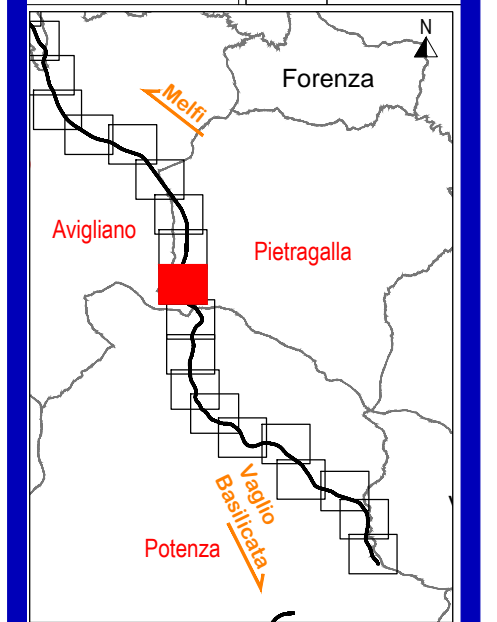 N
Forenza
Melfi
Avigliano
Pietragalla
Vaglio
Basilicata
Potenza